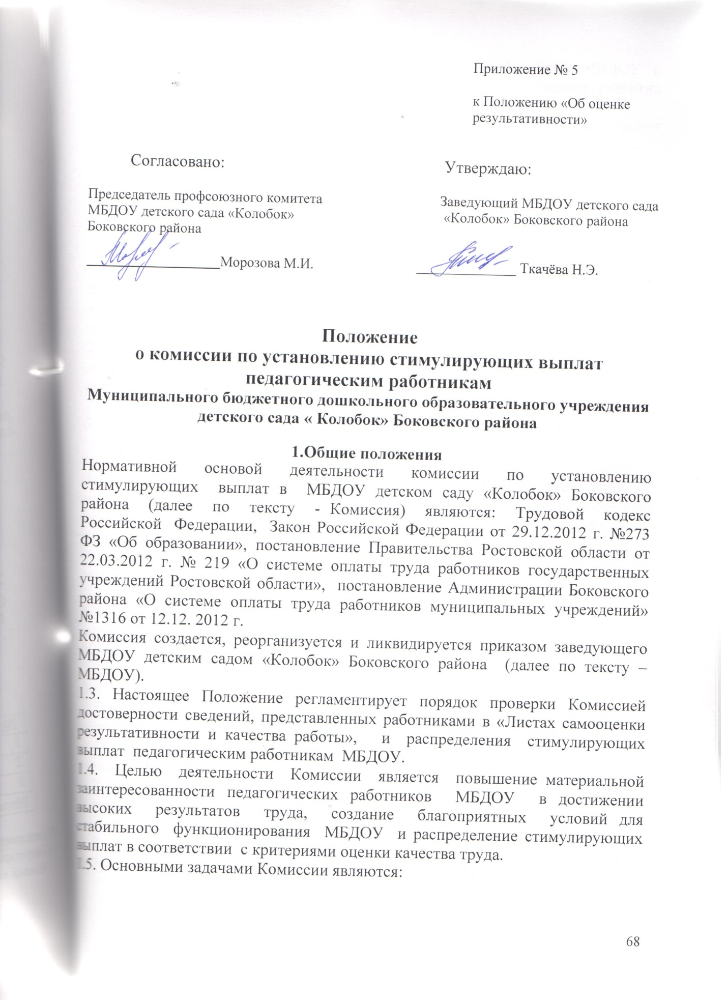 Приложение № 5
к Положению «Об оценке
результативности»
Согласовано:
Утверждаю:
Председатель профсоюзного комитета
МБДОУ детского сада «Колобок»
Боковского района
Заведующий МБДОУ детского сада
«Колобок» Боковского района
Морозова М.И.
Ткачёва Н.Э.
Положение
о комиссии по установлению стимулирующих выплат
педагогическим работникам
Муниципального бюджетного дошкольного образовательного учреждения
детского сада « Колобок» Боковского района
1.Общие положения
Нормативной основой деятельности комиссии по установлению
стимулирующих выплат в МБДОУ детском саду «Колобок» Боковского
района (далее по тексту - Комиссия) являются: Трудовой кодекс
Российской Федерации, Закон Российской Федерации от 29.12.2012 г. №273
ФЗ «Об образовании», постановление Правительства Ростовской области от
22.03.2012 г. № 219 «О системе оплаты труда работников государственных
учреждений Ростовской области», постановление Администрации Боковского
района «О системе оплаты труда работников муниципальных учреждений»
№1316 от 12.12. 2012 г.
Комиссия создается, реорганизуется и ликвидируется приказом заведующего
МБДОУ детским садом «Колобок» Боковского района (далее по тексту –
МБДОУ).
1.3. Настоящее Положение регламентирует порядок проверки Комиссией
достоверности сведений, представленных работниками в «Листах самооценки
результативности и качества работы», и распределения стимулирующих
выплат педагогическим работникам МБДОУ.
1.4. Целью деятельности Комиссии является повышение материальной
заинтересованности педагогических работников МБДОУ в достижении
высоких результатов труда, создание благоприятных условий для
стабильного функционирования МБДОУ и распределение стимулирующих
выплат в соответствии с критериями оценки качества труда.
1.5. Основными задачами Комиссии являются:
68